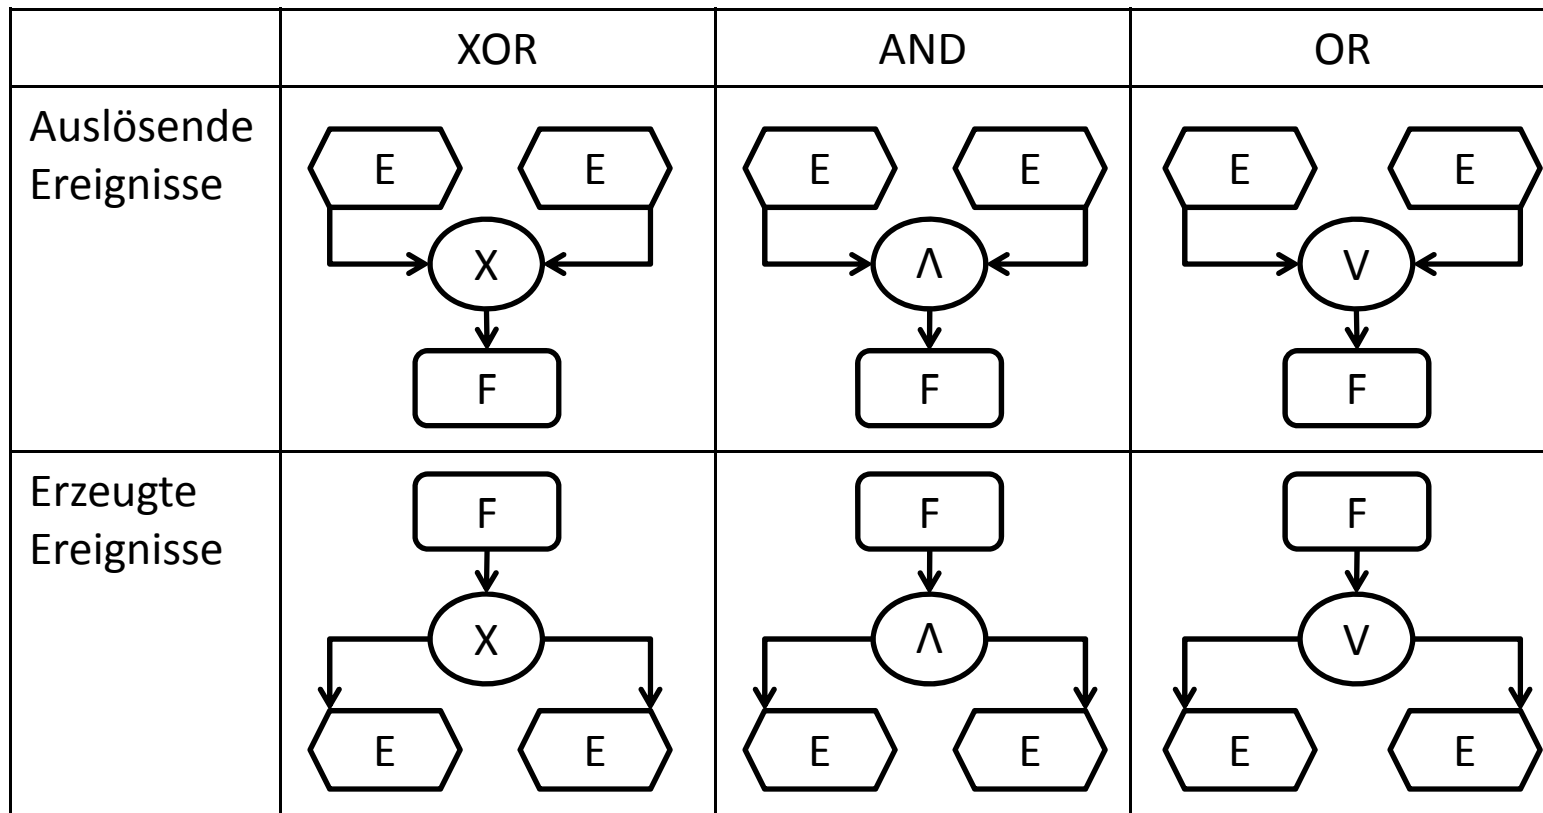 XOR AND OR
Auslösende
Ereignisse
E E E E E E
X Λ V
F F F
Erzeugte
Ereignisse
F F F
X Λ V
E E E E E E